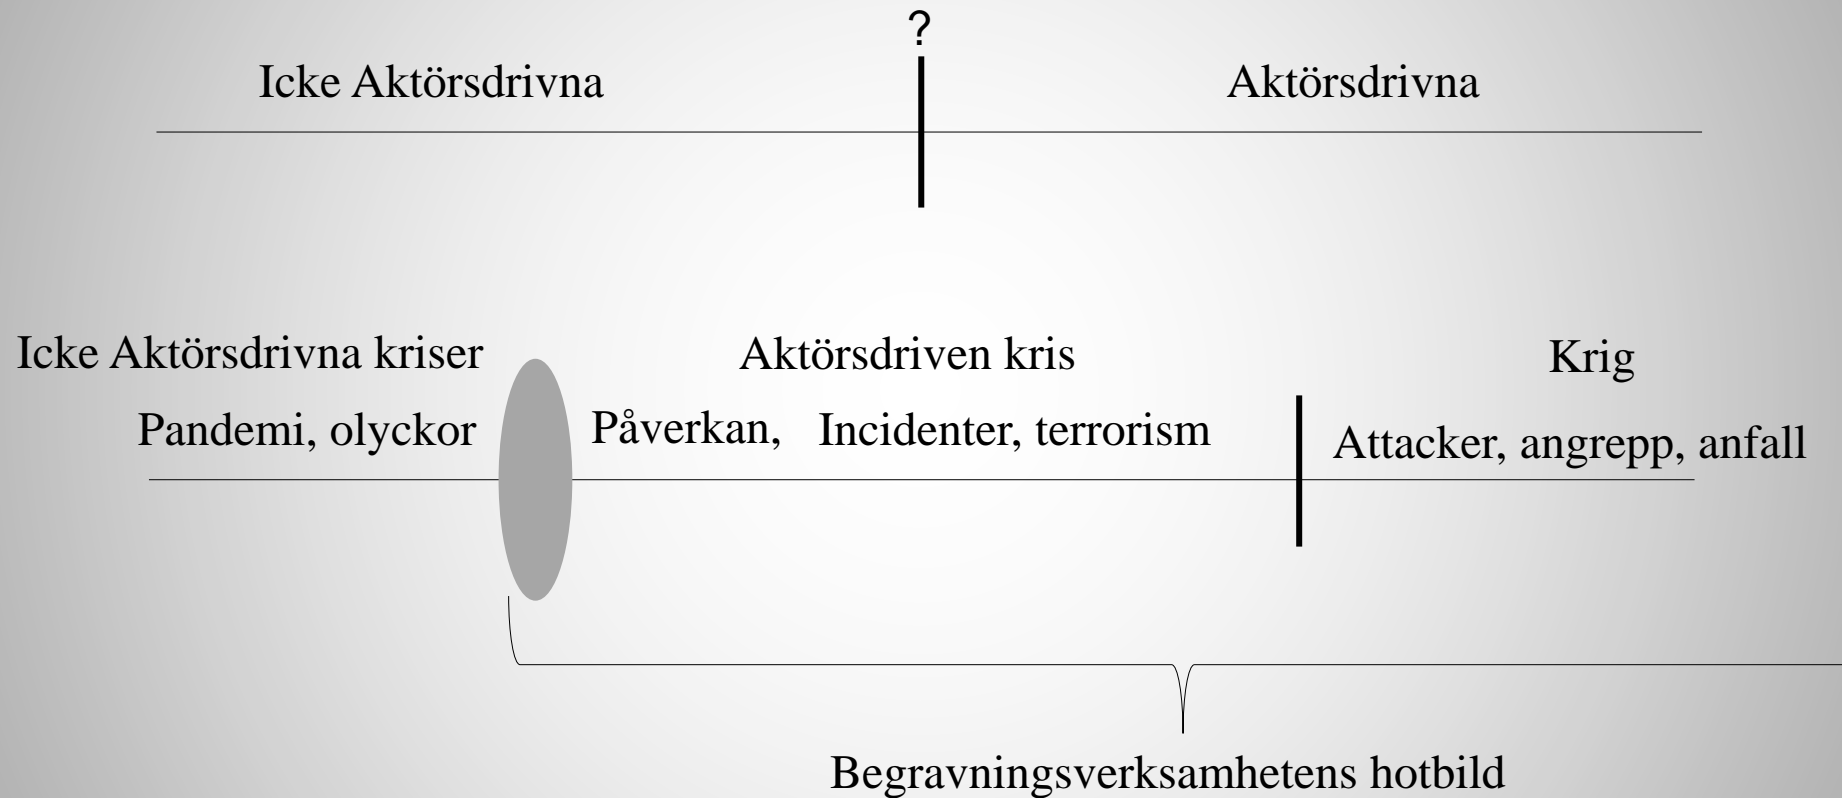 ?
Icke Aktörsdrivna
Aktörsdrivna
Icke Aktörsdrivna kriser
Pandemi, olyckor
Aktörsdriven kris
Påverkan, Incidenter, terrorism
Krig
Attacker, angrepp, anfall
Begravningsverksamhetens hotbild